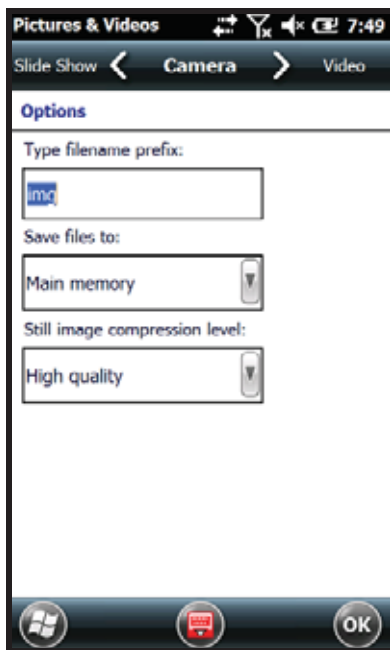 Pictures & Videos 7:49
Slide Show Camera Video
Options
Type filename prefix:
img
Save files to:
Main memory
Still image compression level:
High quality
OK